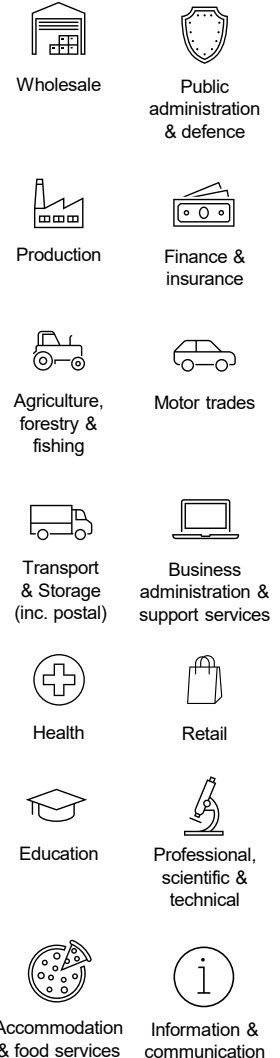 Wholesale
Public
administration
& defence
Production
Finance &
insurance
Agriculture,
forestry &
fishing
Motor trades
Transport
& Storage
(inc. postal)
Business
administration &
support services
Health
Retail
Education
Professional,
scientific &
technical
Accommodation
& food services
i
Information &
communication